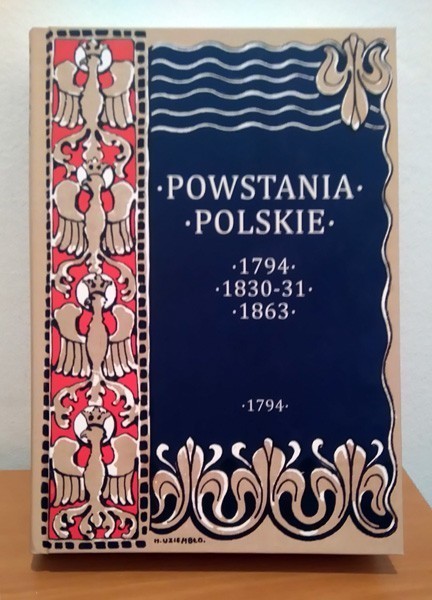 ·POWSTANIA·
·POLSKIE·
·1794·
·1830-31·
·1863·
·1794·
H.UZIEMBŁO.